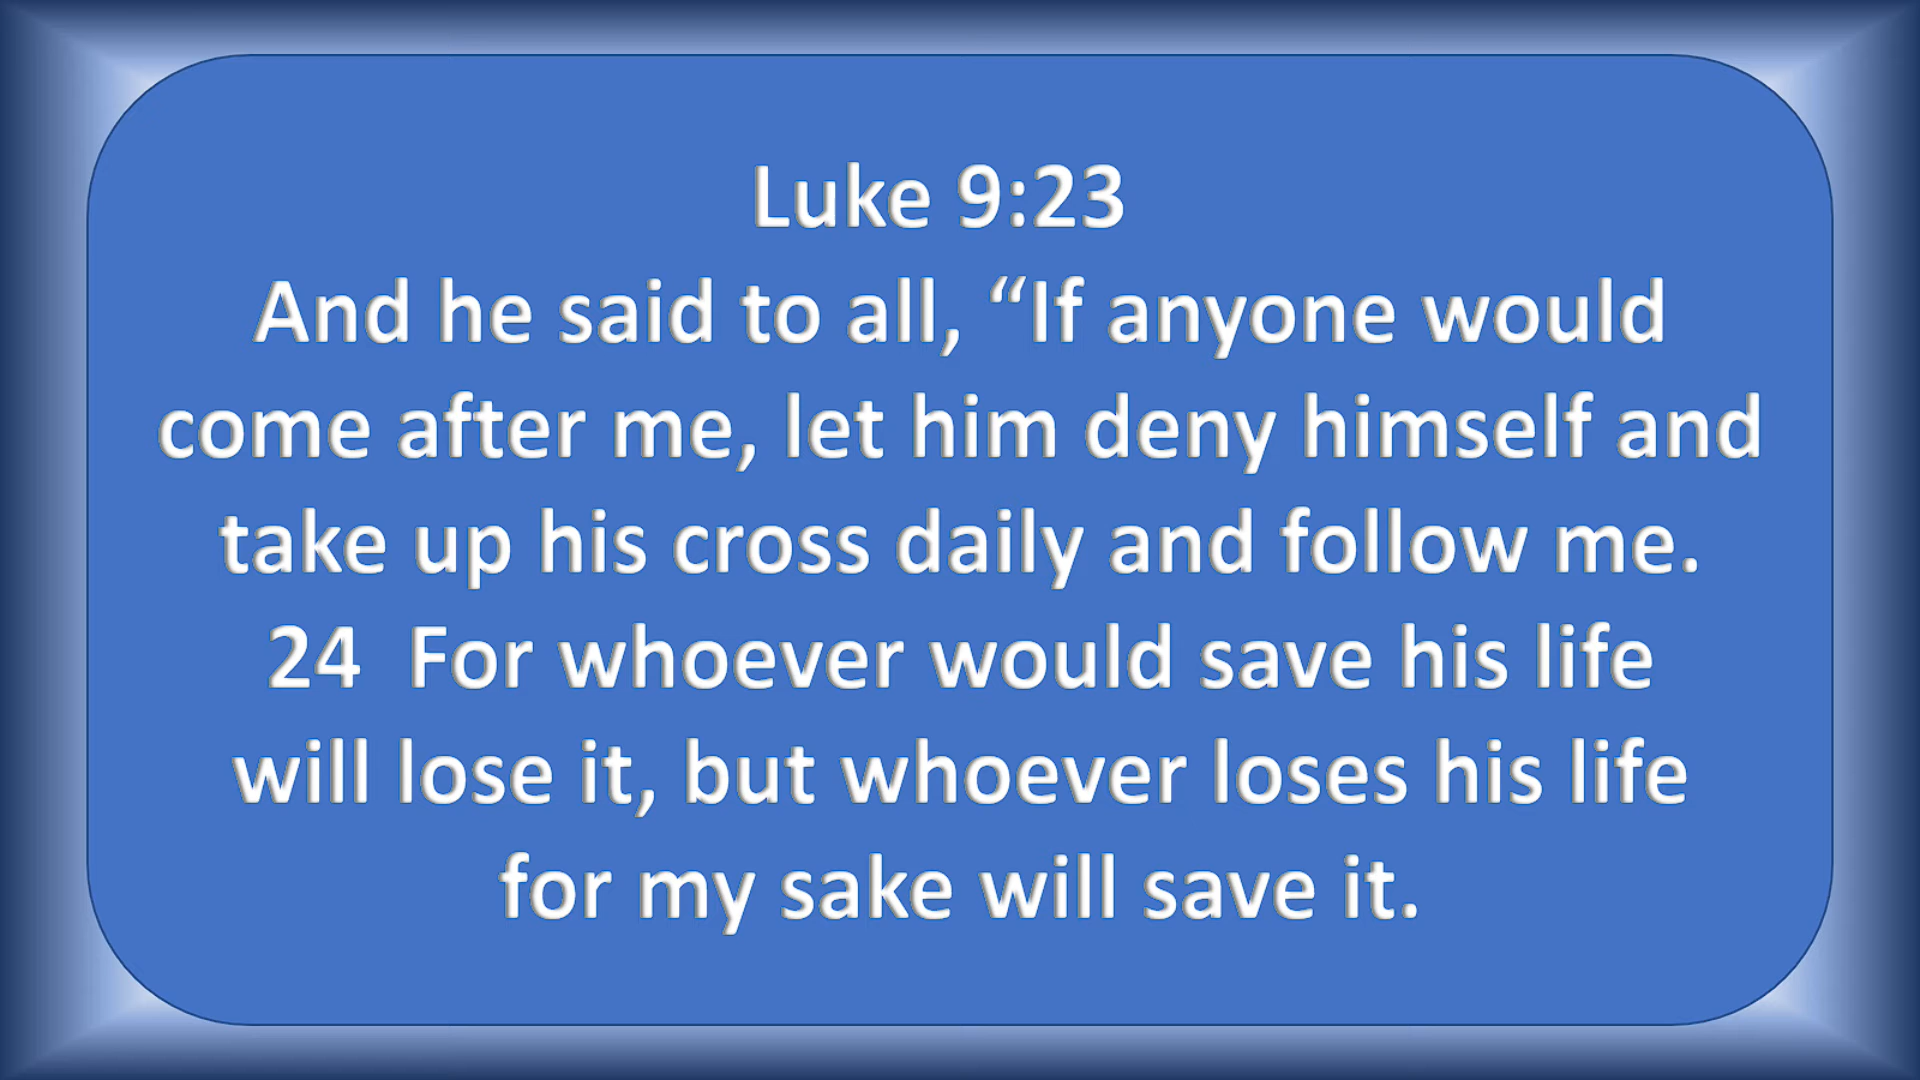 Luke 9:23
And he said to all, “If anyone would
come after me, let him deny himself and
take up his cross daily and follow me.
24  For whoever would save his life
will lose it, but whoever loses his life
for my sake will save it.